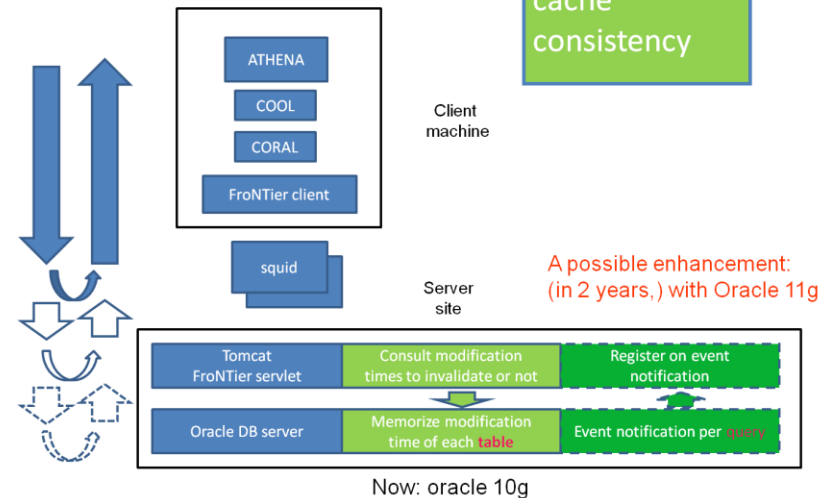 cache
consistency
ATHENA
COOL
CORAL
FroNTier client
Client
machine
squid
Server
site
A possible enhancement:
(in 2 years,) with Oracle 11g
Tomcat
FroNTier servlet
Consult modification
times to invalidate or not
Register on event
notification
Oracle DB server
Memorize modification
time of each table
Event notification per query
Now: oracle 10g